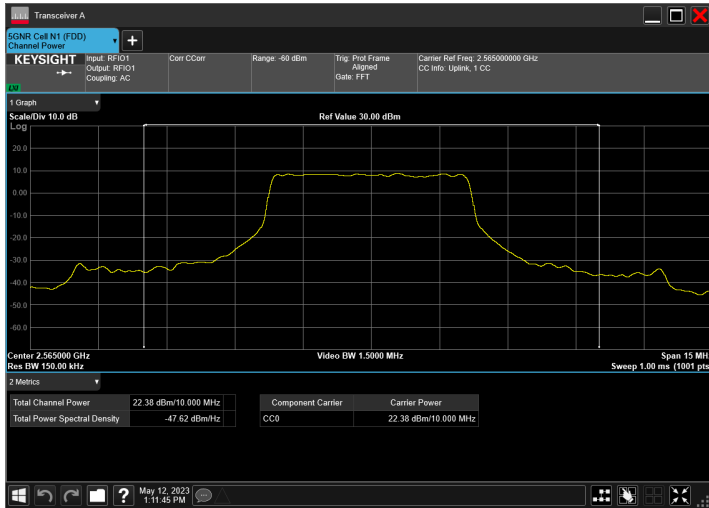 Transceiver A
5GNR Cell N1 (FDD)
Channel Power
KEYSIGHT
LXI
Input: RFIO1
Output: RFIO1
Coupling: AC
Corr CCorr
Range: -60 dBm
Trig: Prot Frame
Aligned
Gate: FFT
Carrier Ref Freq: 2.565000000 GHz
CC Info: Uplink, 1 CC
1 Graph
Scale/Div 10.0 dB
Ref Value 30.00 dBm
Log
20.0
10.0
0.00
-10.0
-20.0
-30.0
-40.0
-50.0
-60.0
Center 2.565000 GHz
Video BW 1.5000 MHz
Span 15 MHz
Res BW 150.00 kHz
Sweep 1.00 ms (1001 pts
2 Metrics
Total Channel Power 22.38 dBm/10.000 MHz
Total Power Spectral Density -47.62 dBm/Hz
Component Carrier Carrier Power
CC0 22.38 dBm/10.000 MHz
May 12, 2023
1:11:45 PM